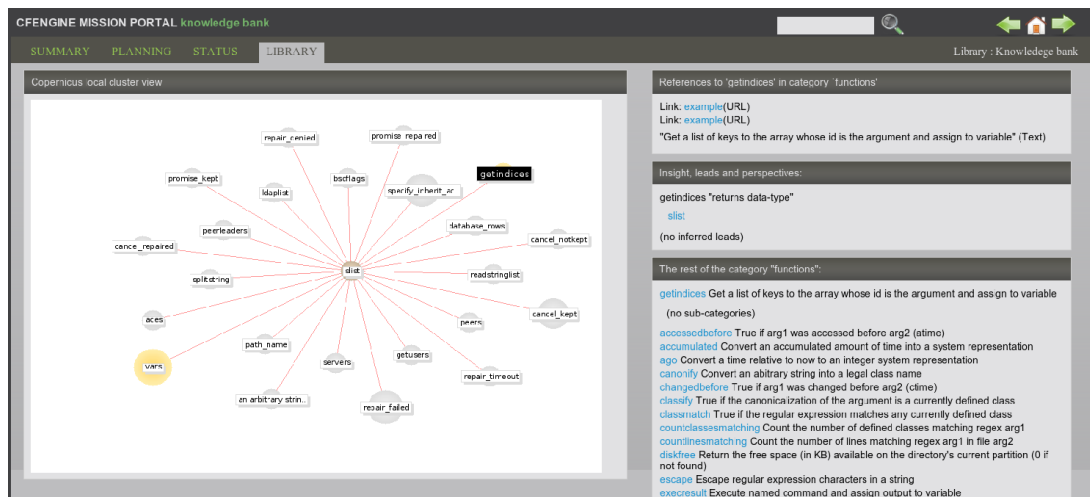 CFENGINE MISSION PORTAL knowledge bank
SUMMARY PLANNING STATUS LIBRARY
Library : Knowledege bank
Copernicus local cluster view
repair_denied
promise_repaired
getindices
promise_kept
bscflags
ldaplist
specify_inherit_ac..
peerleaders
database_rows
cancel_repaired
cancel_notkept
slist
splitstring
readstringlist
aces
peers
cancel_kept
path_name
getusers
servers
vars
repair_timeout
an arbitrary strin..
repair_failed
References to 'getindices' in category 'functions'
Link: example(URL)
Link: example(URL)
"Get a list of keys to the array whose id is the argument and assign to variable" (Text)
Insight, leads and perspectives:
getindices "returns data-type"
slist
(no inferred leads)
The rest of the category "functions":
getindices Get a list of keys to the array whose id is the argument and assign to variable
(no sub-categories)
accessedbefore True if arg1 was accessed before arg2 (atime)
accumulated Convert an accumulated amount of time into a system representation
ago Convert a time relative to now to an integer system representation
canonify Convert an abitrary string into a legal class name
changedbefore True if arg1 was changed before arg2 (ctime)
classify True if the canonicalization of the argument is a currently defined class
classmatch True if the regular expression matches any currently defined class
countclassesmatching Count the number of defined classes matching regex arg1
countlinesmatching Count the number of lines matching regex arg1 in file arg2
diskfree Return the free space (in KB) available on the directory's current partition (0 if
not found)
escape Escape regular expression characters in a string
execresult Execute named command and assign output to variable